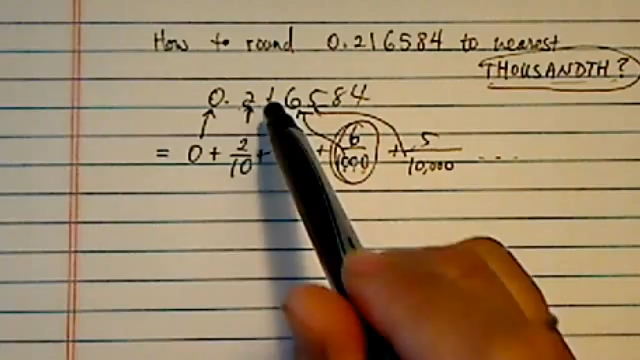 How to round 0.216584 to nearest
THOUSANDTH?
0.216584
= 0 + 2/10 + + 6/1000 + 5/10,000 ....